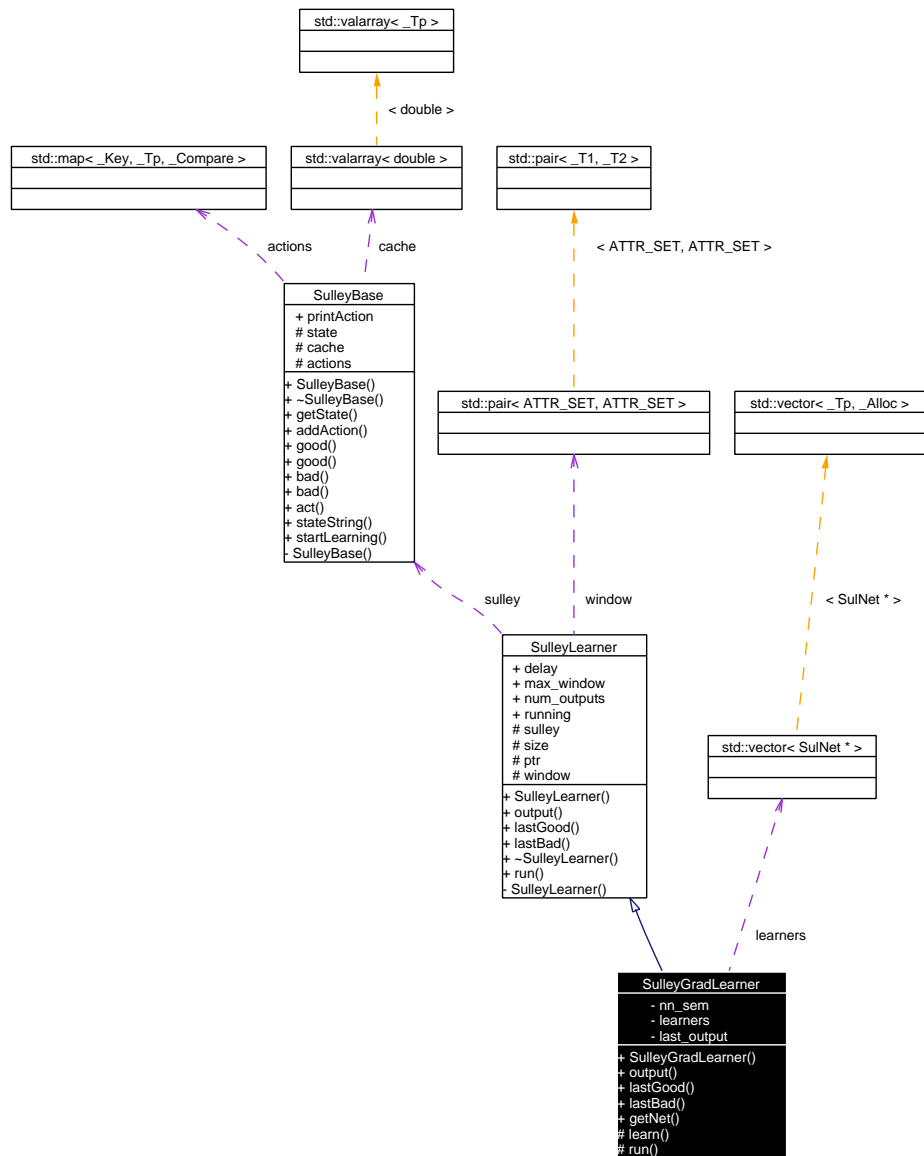 std::valarray< _Tp >
< double >
std::map< _Key, _Tp, _Compare >
std::valarray< double >
std::pair< _T1, _T2 >
actions
cache
< ATTR_SET, ATTR_SET >
SulleyBase
+ printAction
# state
# cache
# actions
+ SulleyBase()
+ ~SulleyBase()
+ getState()
+ addAction()
+ good()
+ good()
+ bad()
+ bad()
+ act()
+ stateString()
+ startLearning()
- SulleyBase()
std::pair< ATTR_SET, ATTR_SET >
std::vector< _Tp, _Alloc >
sulley
window
< SulNet * >
SulleyLearner
+ delay
+ max_window
+ num_outputs
+ running
# sulley
# size
# ptr
# window
+ SulleyLearner()
+ output()
+ lastGood()
+ lastBad()
+ ~SulleyLearner()
+ run()
- SulleyLearner()
std::vector< SulNet * >
learners
SulleyGradLearner
- nn_sem
- learners
- last_output
+ SulleyGradLearner()
+ output()
+ lastGood()
+ lastBad()
+ getNet()
# learn()
# run()